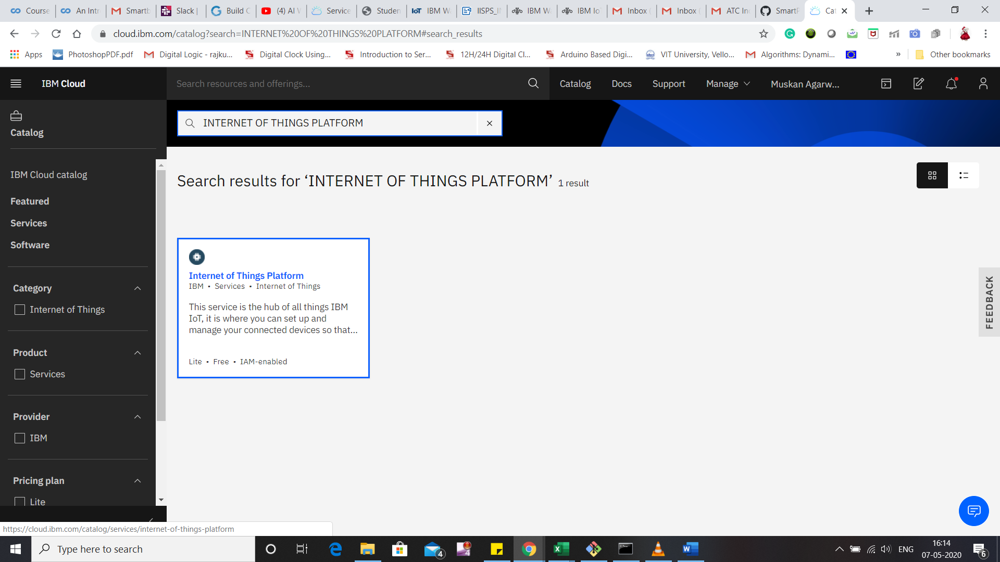 Course
An Intr
Smartb
Slack |
Build C
(4) AI W
Service
Studen
IoT IBM Wa
IISPS_IN
IBM Wa
IBM IoT
Inbox (
Inbox (
ATC Ind
SmartP
Cat
cloud.ibm.com/catalog?search=INTERNET%20OF%20THINGS%20PLATFORM#search_results
Apps
PhotoshopPDF.pdf
Digital Logic - rajku...
Digital Clock Using...
Introduction to Ser...
12H/24H Digital Cl...
Arduino Based Digi...
VIT University, Vello...
Algorithms: Dynami...
»
Other bookmarks
IBM Cloud
Search resources and offerings...
Catalog
Docs
Support
Manage
Muskan Agarw...
Catalog
INTERNET OF THINGS PLATFORM
IBM Cloud catalog
Featured
Services
Software
Category
Internet of Things
Product
Services
Provider
IBM
Pricing plan
Lite
Search results for ‘INTERNET OF THINGS PLATFORM’ 1 result
Internet of Things Platform
IBM • Services • Internet of Things
This service is the hub of all things IBM
IoT, it is where you can set up and
manage your connected devices so that...
Lite • Free • IAM-enabled
FEEDBACK
https://cloud.ibm.com/catalog/services/internet-of-things-platform
Type here to search
4
4
ENG
16:14
07-05-2020
6